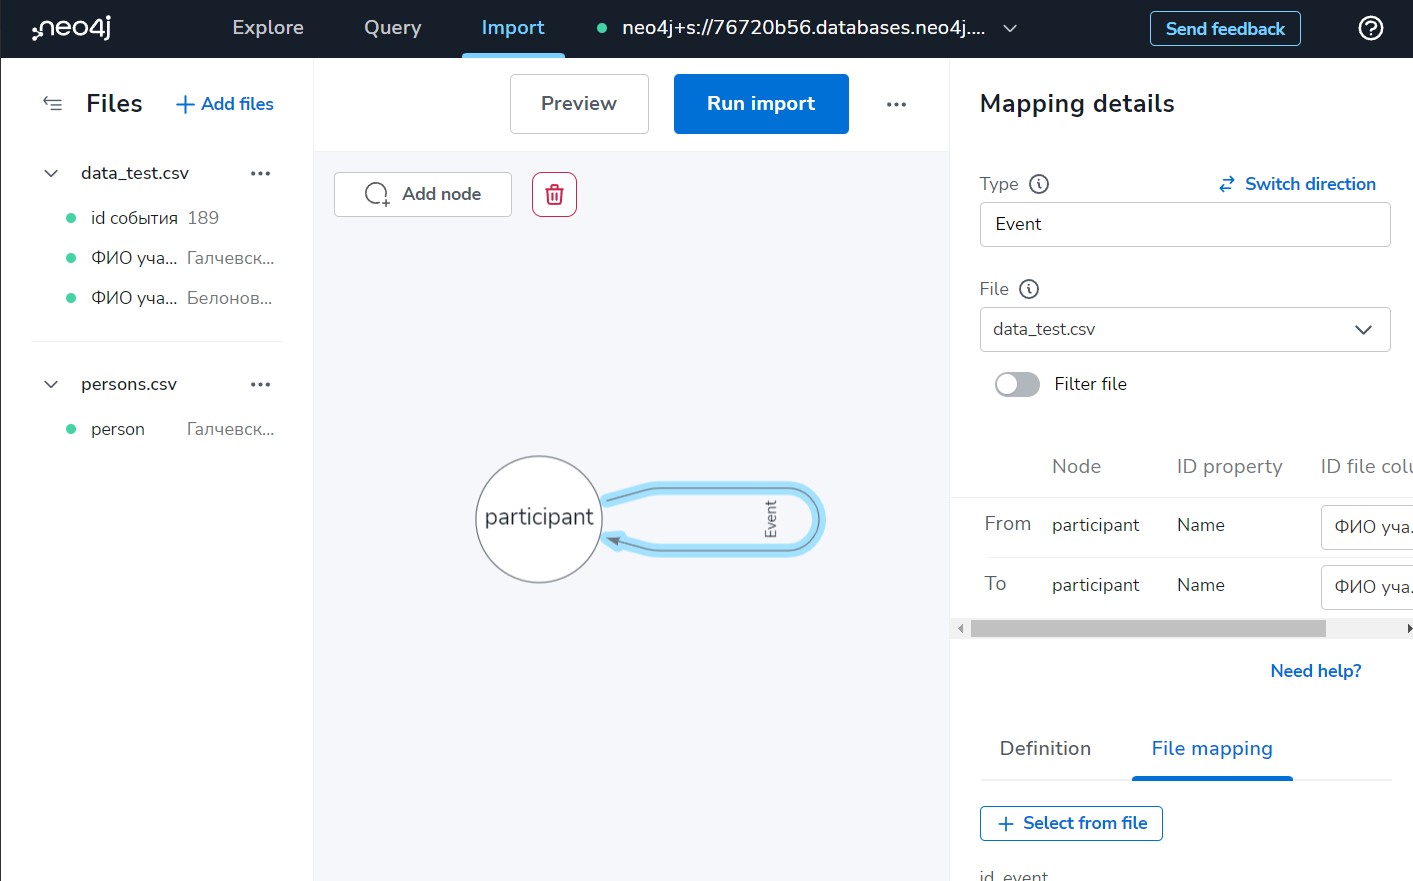 neo4j
Explore
Query
Import
neo4j+s://76720b56.databases.neo4j....
Send feedback
Files
Add files
data_test.csv
id события 189
ФИО уча... Галчевск...
ФИО уча... Белонов...
persons.csv
person Галчевск...
Preview
Run import
Add node
participant
Event
Mapping details
Type
Switch direction
Event
File
data_test.csv
Filter file
Node ID property ID file colu
From participant Name ФИО уча.
To participant Name ФИО уча.
Need help?
Definition
File mapping
Select from file
id_event